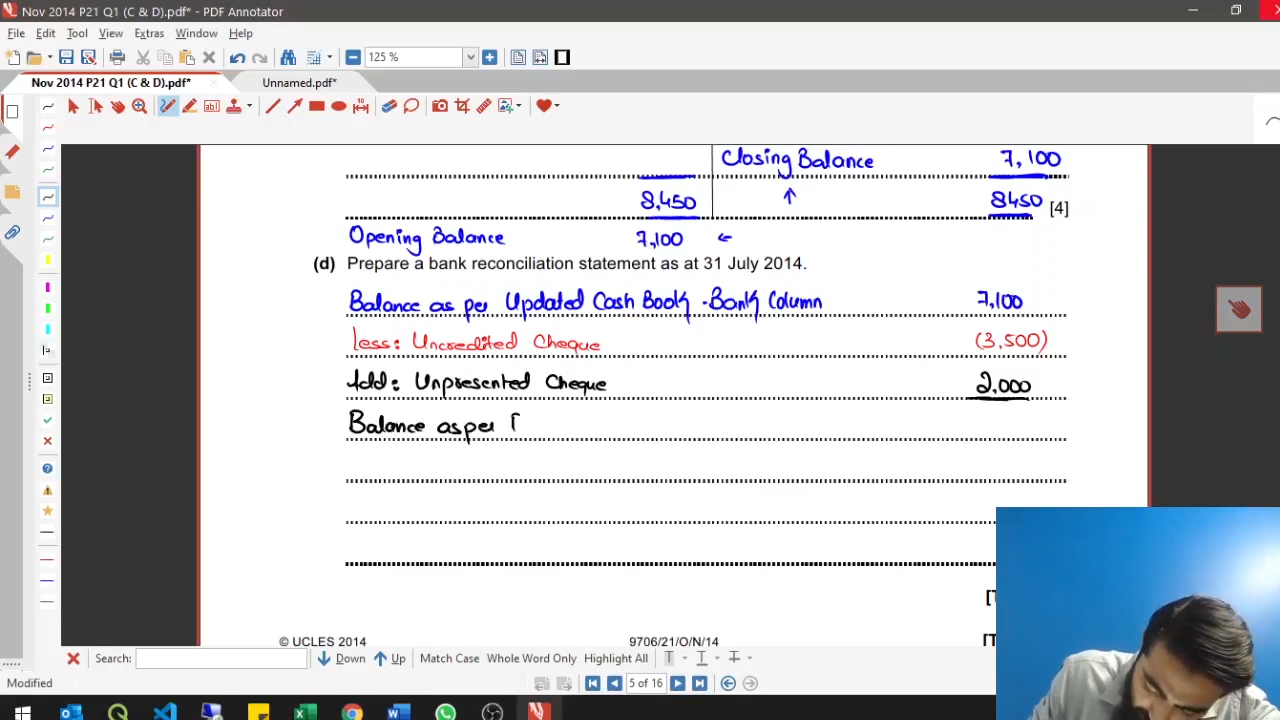 Nov 2014 P21 Q1 (C & D).pdf* - PDF Annotator
File Edit Tool View Extras Window Help
125 %
Nov 2014 P21 Q1 (C & D).pdf* Unnamed.pdf*
Closing Balance 7,100
8,450 8450 [4]
Opening Balance 7,100
(d) Prepare a bank reconciliation statement as at 31 July 2014.
Balance as per Updated Cash Book - Bank Column 7,100
less: Uncredited Cheque (3,500)
Add: Unpresented Cheque 2,000
Balance as per
© UCLES 2014 9706/21/O/N/14
Search: Down Up Match Case Whole Word Only Highlight All
Modified 5 of 16